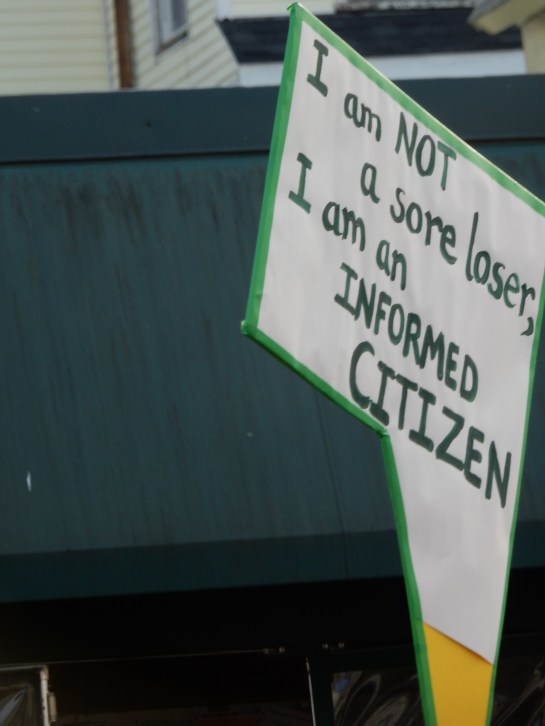 I am NOT
a sore loser,
I am an
INFORMED
CITIZEN